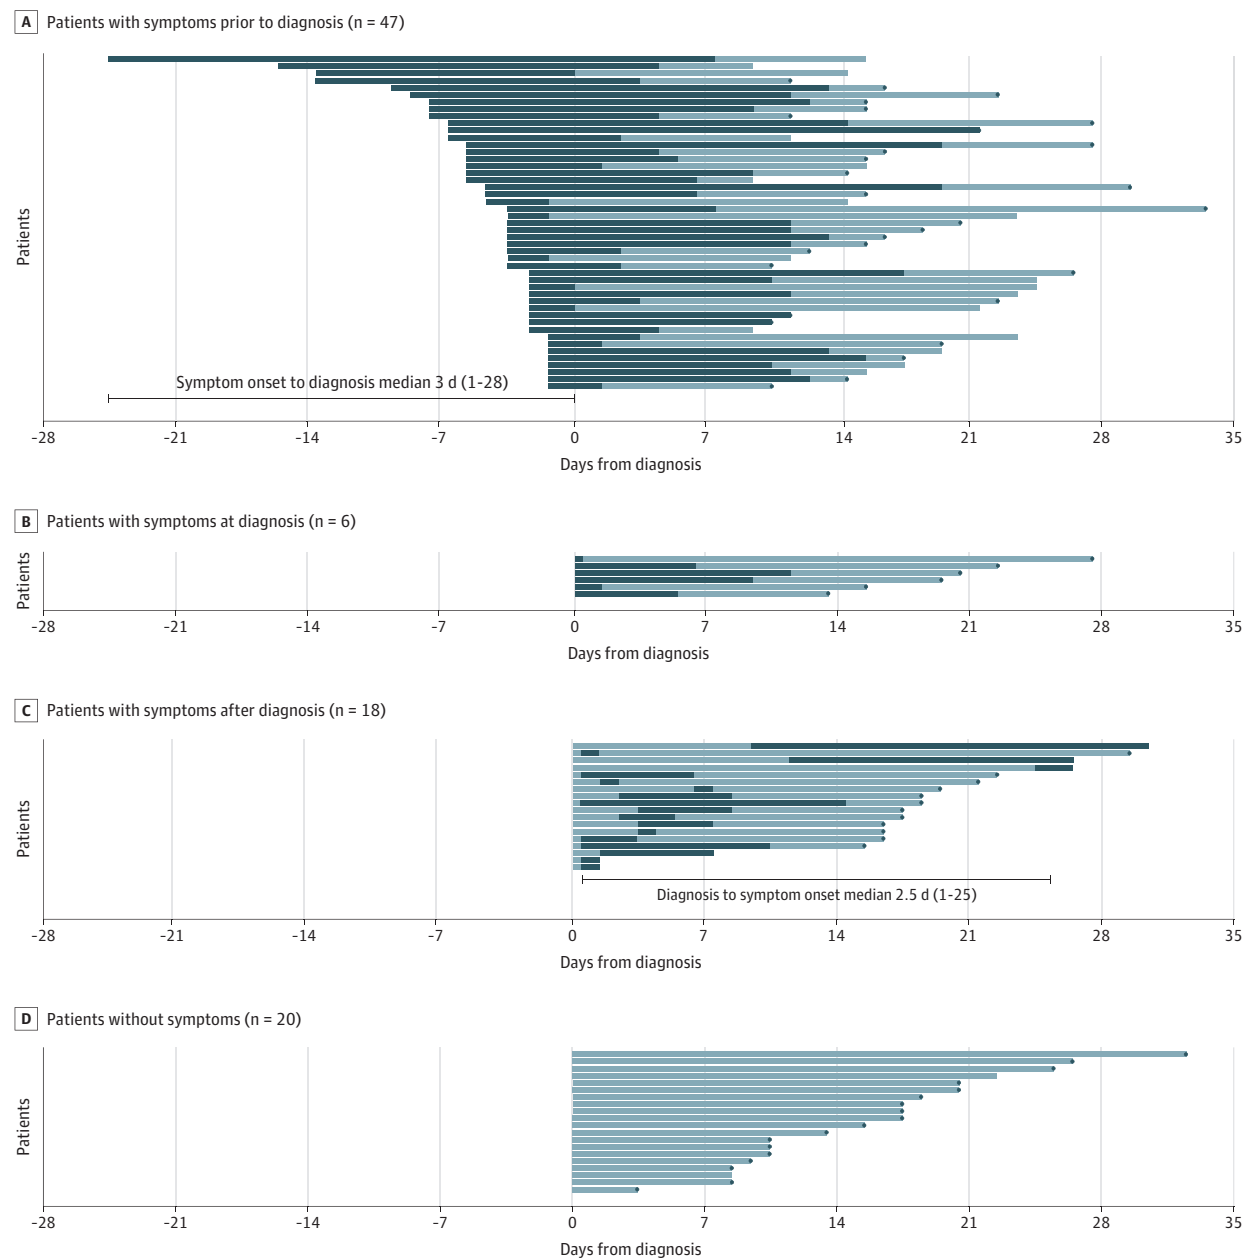 A Patients with symptoms prior to diagnosis (n = 47)
Patients
Symptom onset to diagnosis median 3 d (1-28)
-28 -21 -14 -7 0 7 14 21 28 35
Days from diagnosis
B Patients with symptoms at diagnosis (n = 6)
Patients
-28 -21 -14 -7 0 7 14 21 28 35
Days from diagnosis
C Patients with symptoms after diagnosis (n = 18)
Patients
Diagnosis to symptom onset median 2.5 d (1-25)
-28 -21 -14 -7 0 7 14 21 28 35
Days from diagnosis
D Patients without symptoms (n = 20)
Patients
-28 -21 -14 -7 0 7 14 21 28 35
Days from diagnosis